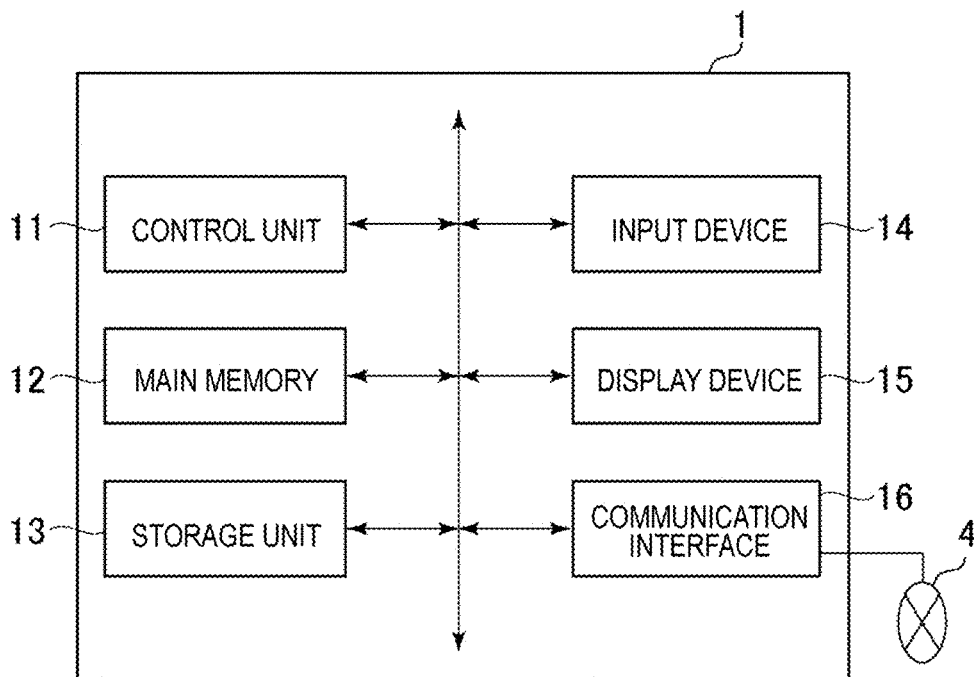 1
11
CONTROL UNIT
INPUT DEVICE
14
12
MAIN MEMORY
DISPLAY DEVICE
15
13
STORAGE UNIT
COMMUNICATION
INTERFACE
16
4